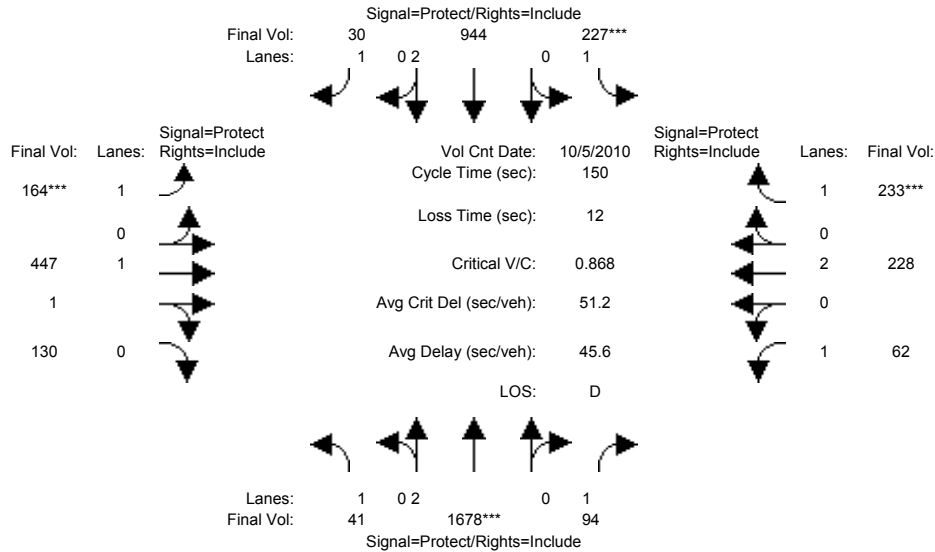 Signal=Protect/Rights=Include
Final Vol: 30 944 227***
Lanes: 1 0 2 0 1
Signal=Protect Signal=Protect
Final Vol: Lanes: Rights=Include Vol Cnt Date: 10/5/2010 Rights=Include Lanes: Final Vol:
Cycle Time (sec): 150
164*** 1 1 233***
Loss Time (sec): 12
0 0
447 1 Critical V/C: 0.868 2 228
1 Avg Crit Del (sec/veh): 51.2 0
130 0 Avg Delay (sec/veh): 45.6 1 62
LOS: D
Lanes: 1 0 2 0 1
Final Vol: 41 1678*** 94
Signal=Protect/Rights=Include